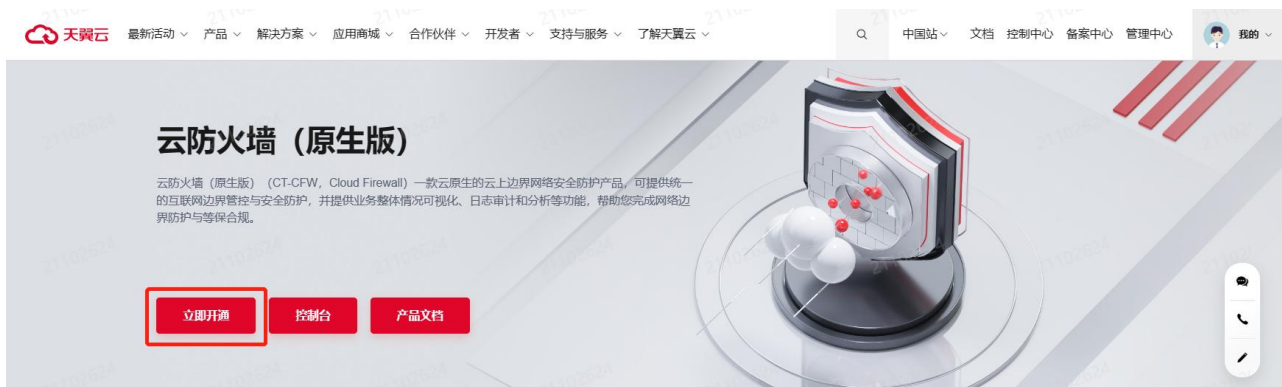 天翼云 最新活动 产品 解决方案 应用商城 合作伙伴 开发者 支持与服务 了解天翼云 中国站 文档 控制中心 备案中心 管理中心 我的
云防火墙（原生版）
云防火墙（原生版）（CT-CFW，Cloud Firewall）一款云原生的云上边界网络安全防护产品，可提供统一
的互联网边界管控与安全防护，并提供业务整体情况可视化、日志审计和分析等功能，帮助您完成网络边
界防护与等保合规。
立即开通 控制台 产品文档
21102624